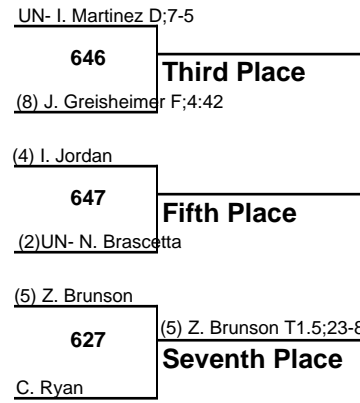 UN- I. Martinez D;7-5
646
Third Place
(8) J. Greisheimer F;4:42
(4) I. Jordan
647
Fifth Place
(2)UN- N. Brascetta
(5) Z. Brunson
627
(5) Z. Brunson T1.5;23-8
Seventh Place
C. Ryan